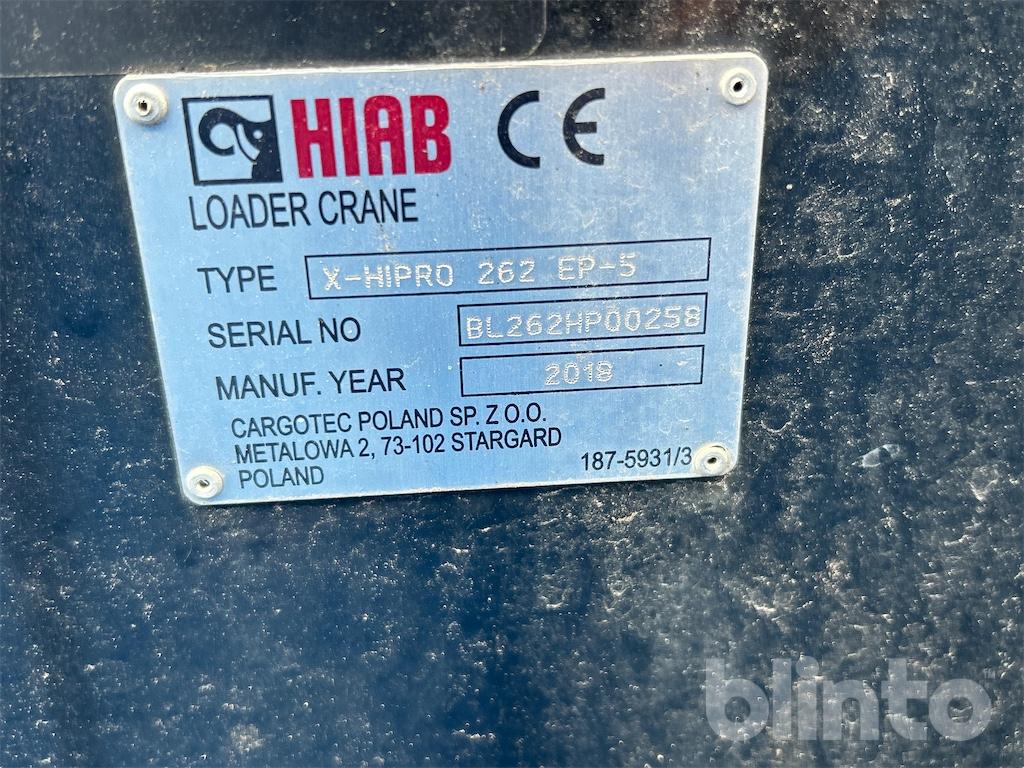 HIAB CE
LOADER CRANE
TYPE X-HIPRO 262 EP-5
SERIAL NO BL262HP00258
MANUF. YEAR 2018
CARGOTEC POLAND SP. Z O.O.
METALOWA 2, 73-102 STARGARD
POLAND 187-5931/3
blinto